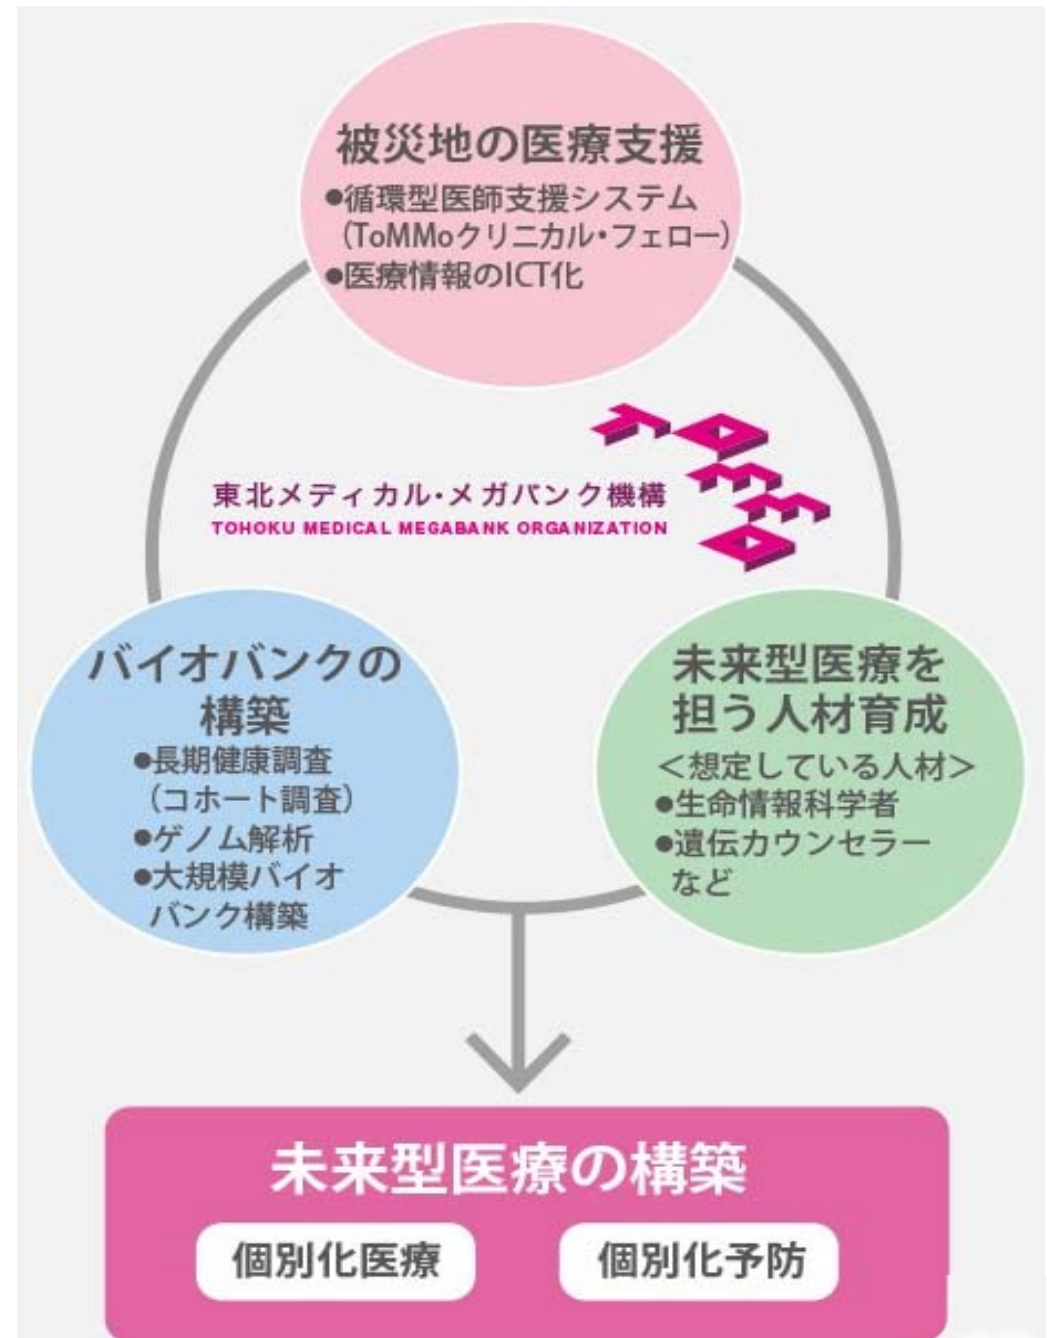 被災地の医療支援
●循環型医師支援システム
（ToMMoクリニカル・フェロー）
●医療情報のICT化
ToMMo
東北メディカル・メガバンク機構
TOHOKU MEDICAL MEGABANK ORGANIZATION
バイオバンクの
構築
●長期健康調査
（コホート調査）
●ゲノム解析
●大規模バイオ
バンク構築
未来型医療を
担う人材育成
＜想定している人材＞
●生命情報科学者
●遺伝カウンセラー
など
未来型医療の構築
個別化医療
個別化予防